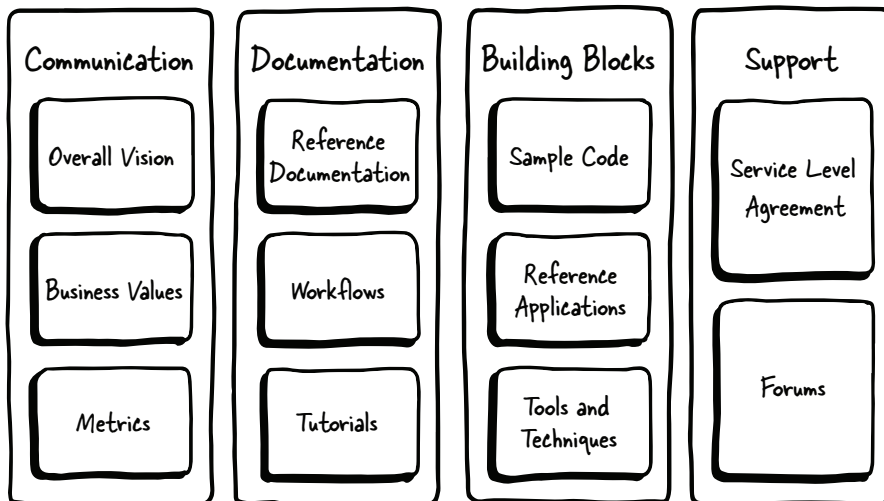 Communication
Overall Vision
Business Values
Metrics
Documentation
Reference
Documentation
Workflows
Tutorials
Building Blocks
Sample Code
Reference
Applications
Tools and
Techniques
Support
Service Level
Agreement
Forums